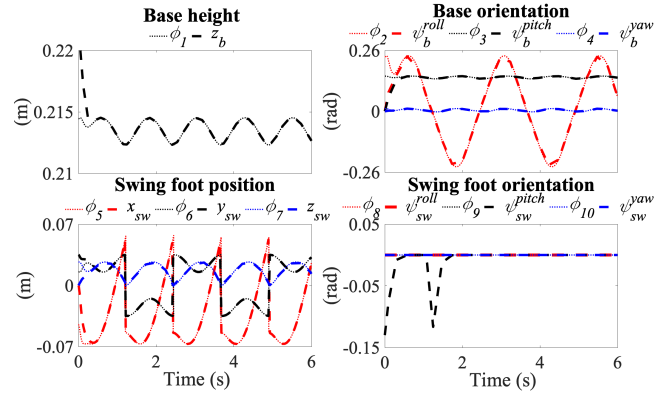 Base height
ϕ1 z_b
0.22
0.215
0.21
(m)
Base orientation
ϕ2 ψ_b^roll ϕ3 ψ_b^pitch ϕ4 ψ_b^yaw
0.26
0
-0.26
(rad)
0 2 4 6
Swing foot position
ϕ5 x_sw ϕ6 y_sw ϕ7 z_sw
0.07
0
-0.07
(m)
0 2 4 6
Time (s)
Swing foot orientation
ϕ8 ψ_sw^roll ϕ9 ψ_sw^pitch ϕ10 ψ_sw^yaw
0.05
-0.05
-0.15
(rad)
0 2 4 6
Time (s)